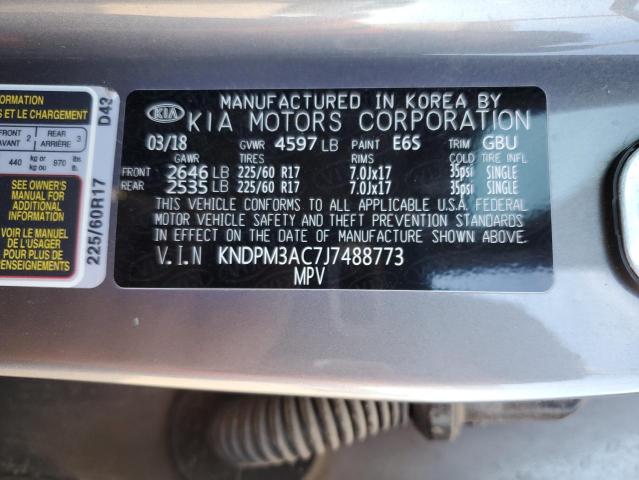 FORMATION
S ET LE CHARGEMENT
FRONT AVANT 2 REAR ARRIÈRE 3
440 kg or kg ou 970 lbs lb
SEE OWNER'S
MANUAL FOR
ADDITIONAL
INFORMATION
VOIR LE MANUEL
DE L'USAGER
POUR PLUS DE
RENSEIGNEMENTS
D43
225/60R17
KIA
MANUFACTURED IN KOREA BY
KIA MOTORS CORPORATION
03/18 GVWR 4597 LB PAINT E6S TRIM GBU
GAWR TIRES RIMS COLD TIRE INFL
FRONT 2646 LB 225/60 R17 7.0Jx17 35psi SINGLE
REAR 2535 LB 225/60 R17 7.0Jx17 35psi SINGLE
THIS VEHICLE CONFORMS TO ALL APPLICABLE U.S.A. FEDERAL
MOTOR VEHICLE SAFETY AND THEFT PREVENTION STANDARDS
IN EFFECT ON THE DATE OF MANUFACTURE SHOWN ABOVE.
V.I.N KNDPM3AC7J7488773
MPV